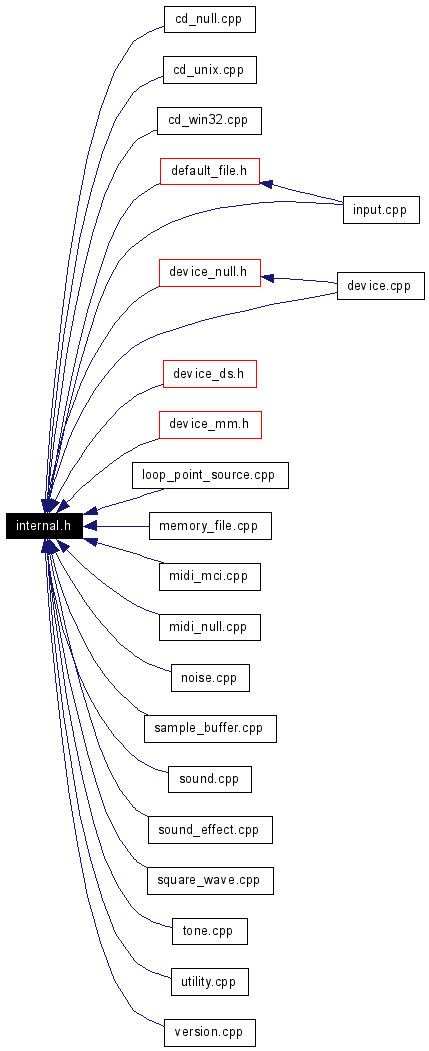 cd_null.cpp
cd_unix.cpp
cd_win32.cpp
default_file.h
input.cpp
device_null.h
device.cpp
device_ds.h
device_mm.h
loop_point_source.cpp
internal.h
memory_file.cpp
midi_mci.cpp
midi_null.cpp
noise.cpp
sample_buffer.cpp
sound.cpp
sound_effect.cpp
square_wave.cpp
tone.cpp
utility.cpp
version.cpp